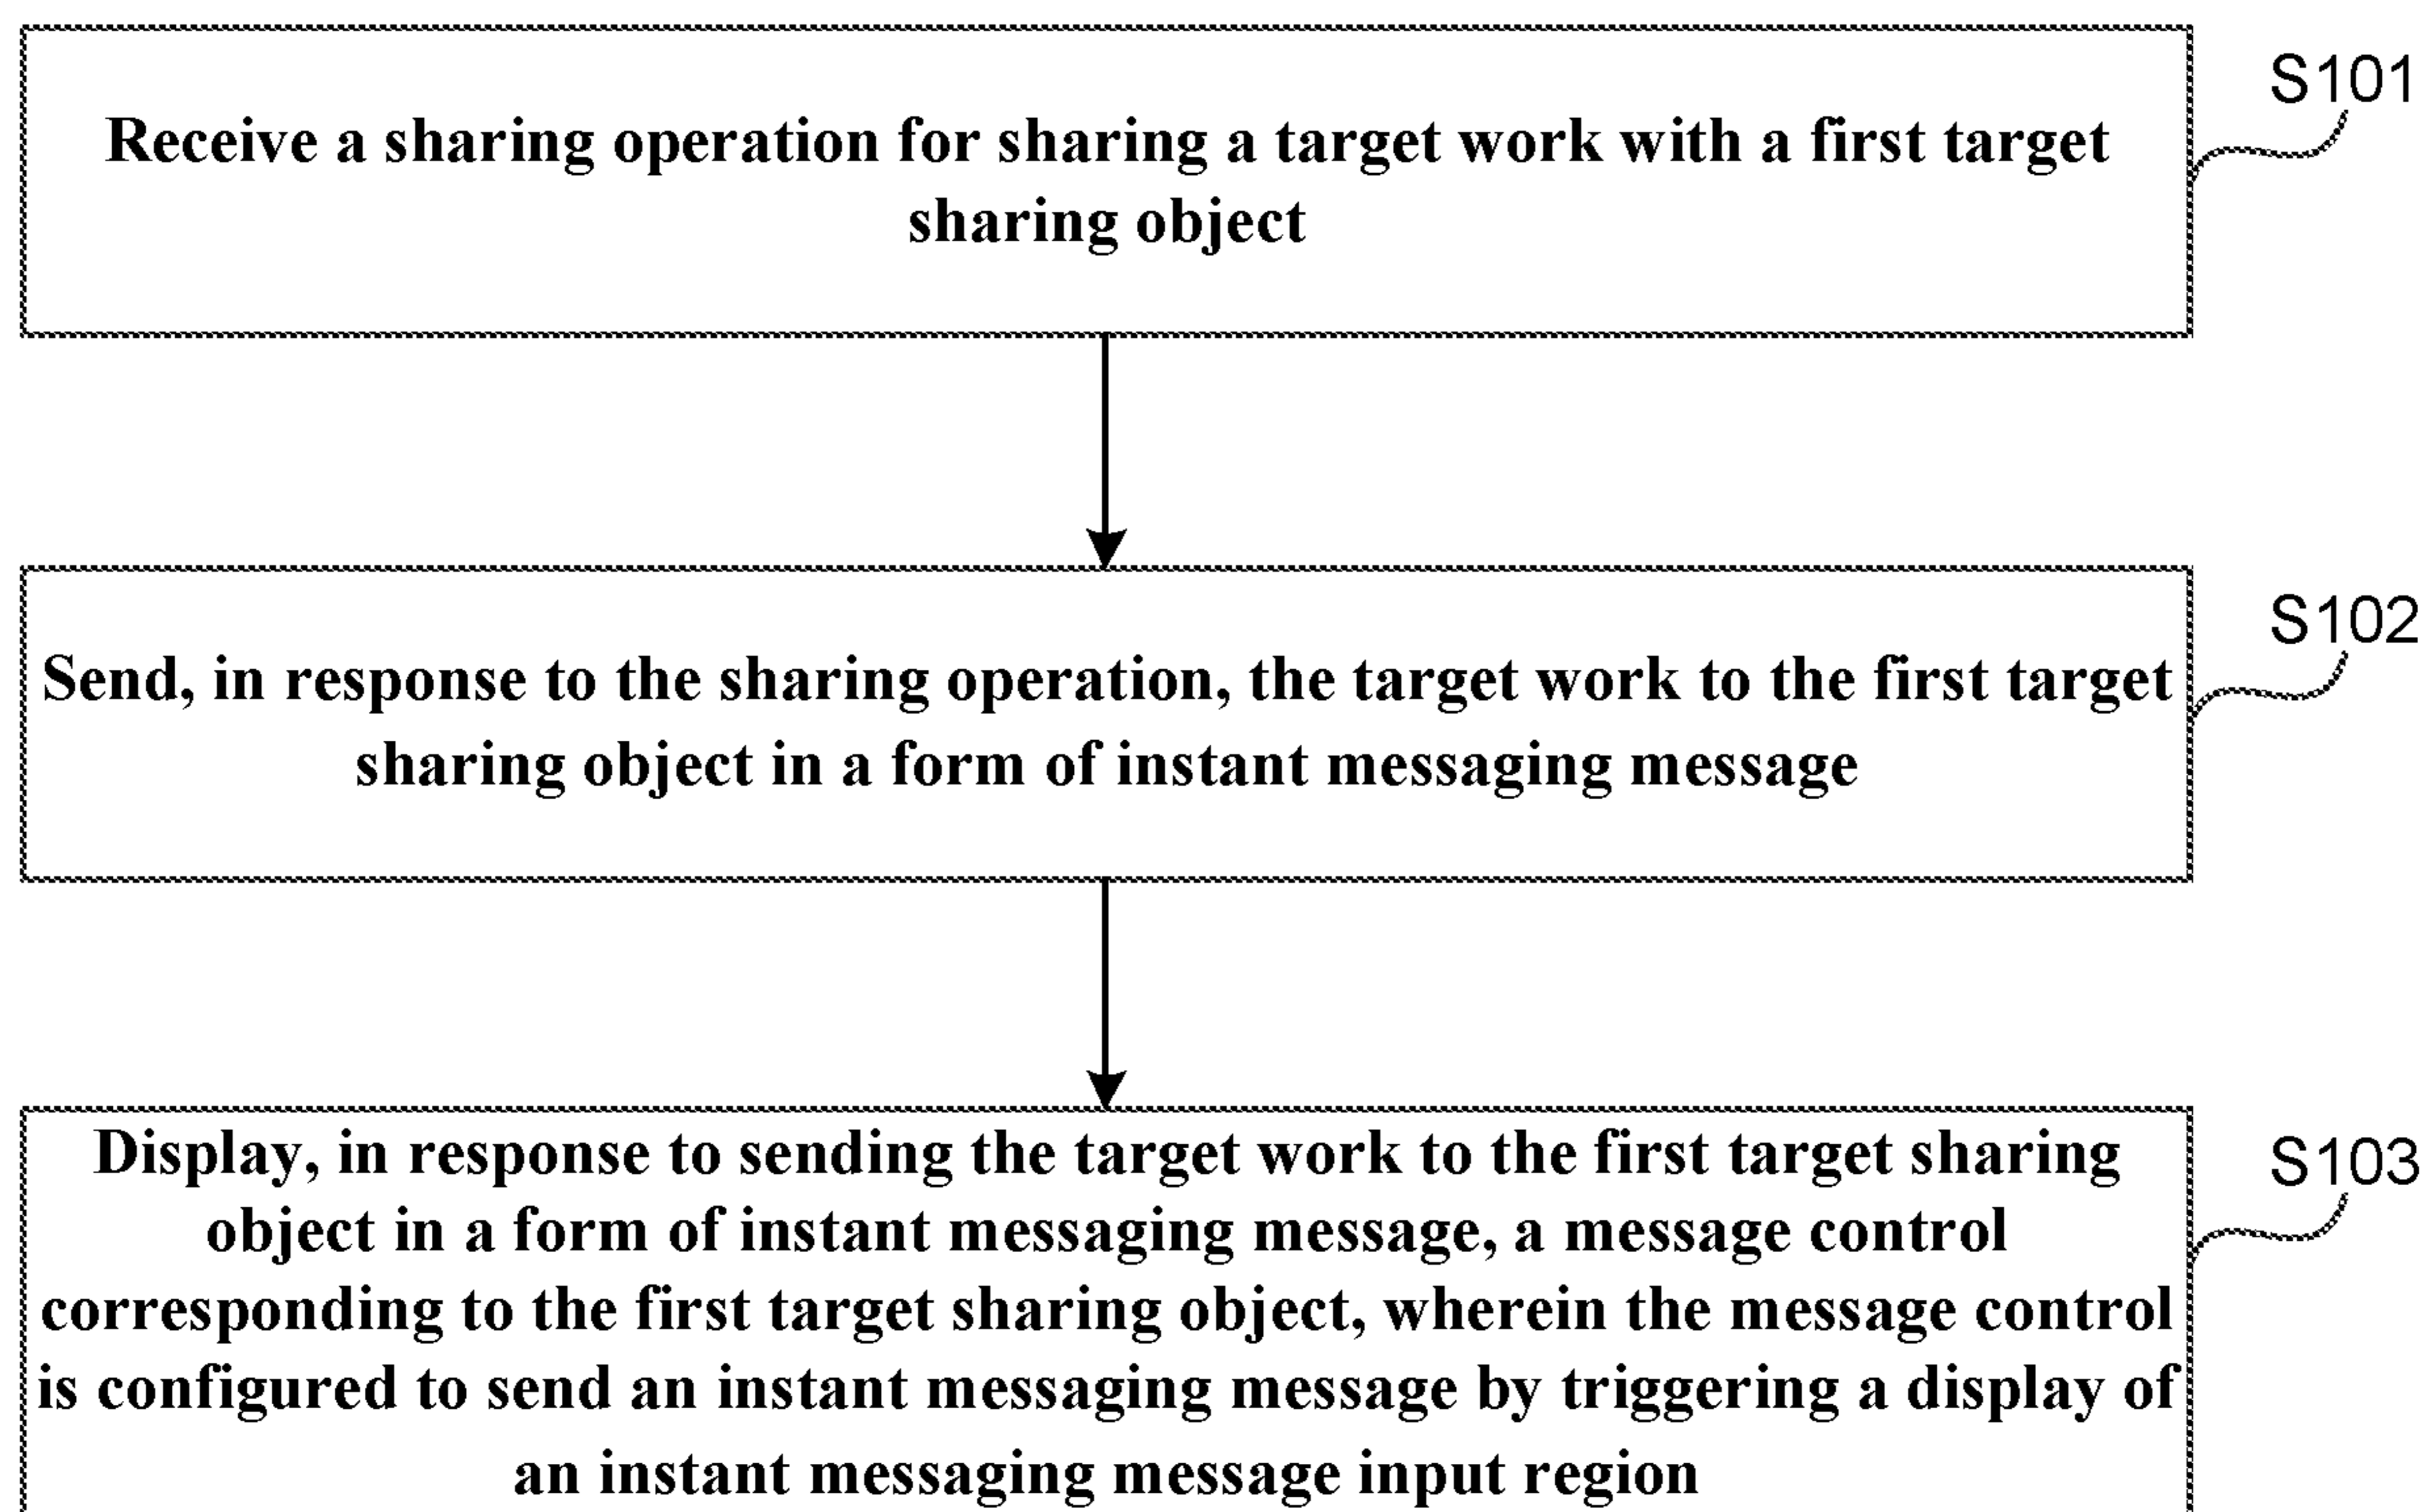 Receive a sharing operation for sharing a target work with a first target
sharing object
S101
Send, in response to the sharing operation, the target work to the first target
sharing object in a form of instant messaging message
S102
Display, in response to sending the target work to the first target sharing
object in a form of instant messaging message, a message control
corresponding to the first target sharing object, wherein the message control
is configured to send an instant messaging message by triggering a display of
an instant messaging message input region
S103